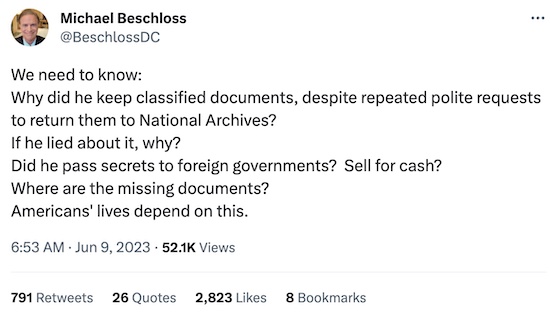 Michael Beschloss
@BeschlossDC
We need to know:
Why did he keep classified documents, despite repeated polite requests
to return them to National Archives?
If he lied about it, why?
Did he pass secrets to foreign governments?  Sell for cash?
Where are the missing documents?
Americans' lives depend on this.
6:53 AM · Jun 9, 2023 · 52.1K Views
791 Retweets 26 Quotes 2,823 Likes 8 Bookmarks